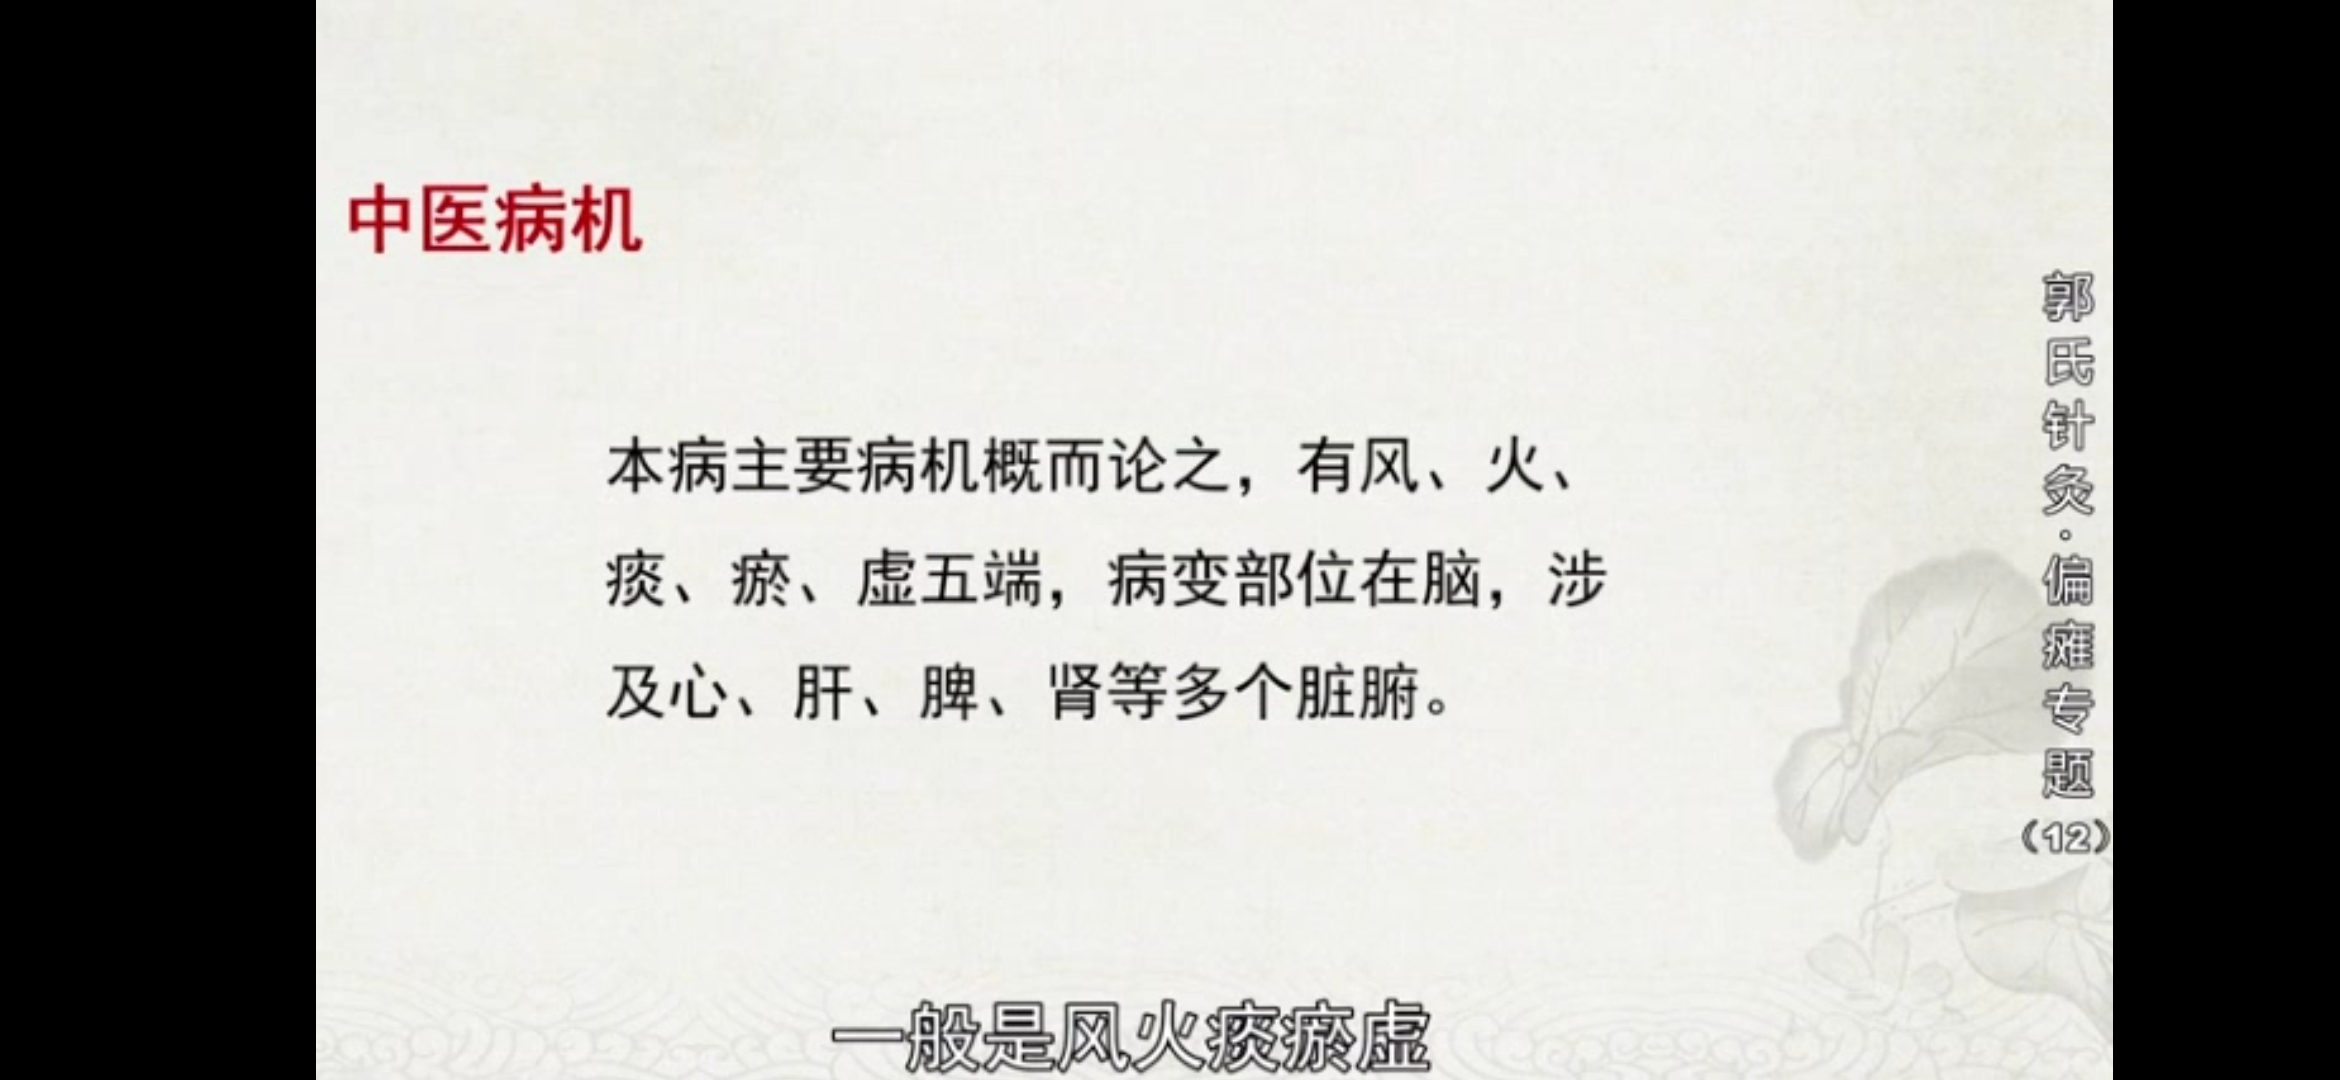 中医病机
本病主要病机概而论之，有风、火、
痰、瘀、虚五端，病变部位在脑，涉
及心、肝、脾、肾等多个脏腑。
郭氏针灸·偏瘫专题（12）
一般是风火痰瘀虚